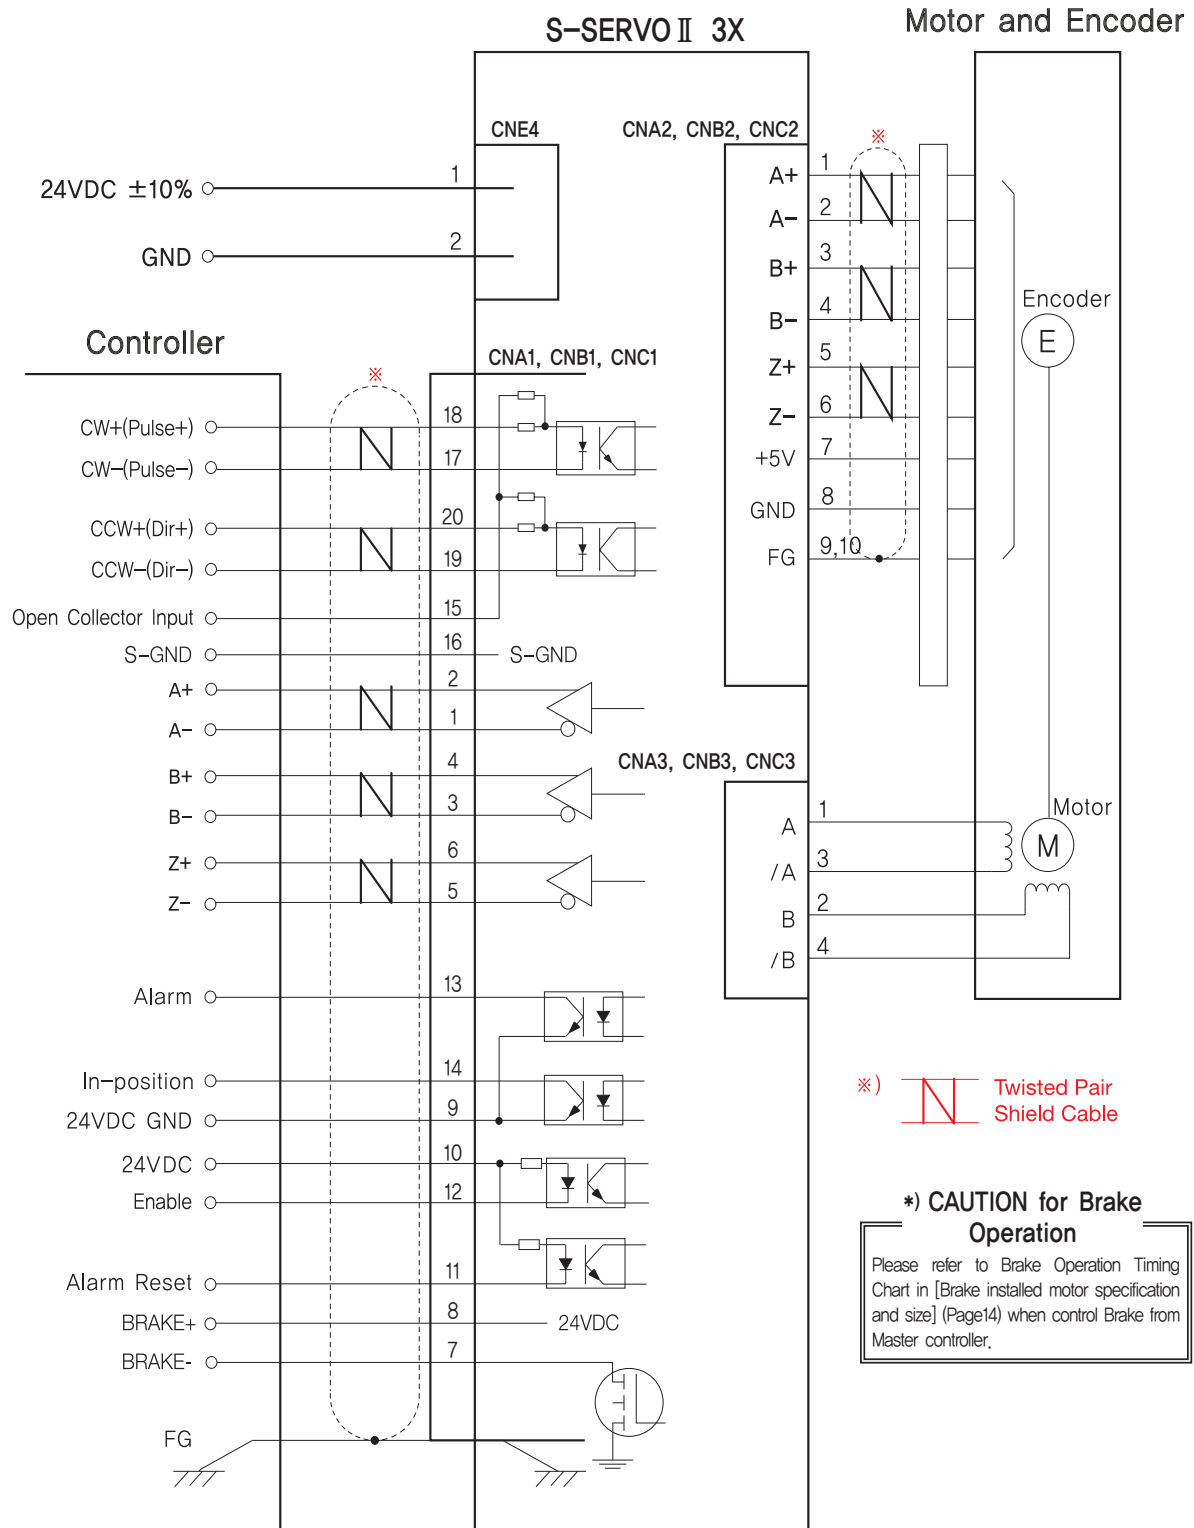 S-SERVOⅡ 3X
Motor and Encoder
CNE4
24VDC ±10%
1
GND
2
CNA2, CNB2, CNC2
※
A+
1
A-
2
B+
3
B-
4
Z+
5
Z-
6
+5V
7
GND
8
FG
9,10
Encoder
E
Controller
※
CNA1, CNB1, CNC1
CW+(Pulse+)
18
CW-(Pulse-)
17
CCW+(Dir+)
20
CCW-(Dir-)
19
Open Collector Input
15
S-GND
16
S-GND
A+
2
A-
1
B+
4
B-
3
Z+
6
Z-
5
Alarm
13
In-position
14
24VDC GND
9
24VDC
10
Enable
12
Alarm Reset
11
BRAKE+
8
24VDC
BRAKE-
7
FG
CNA3, CNB3, CNC3
A
1
/A
3
B
2
/B
4
Motor
M
※)
Twisted Pair
Shield Cable
*) CAUTION for Brake
Operation
Please refer to Brake Operation Timing
Chart in [Brake installed motor specification
and size] (Page14) when control Brake from
Master controller.